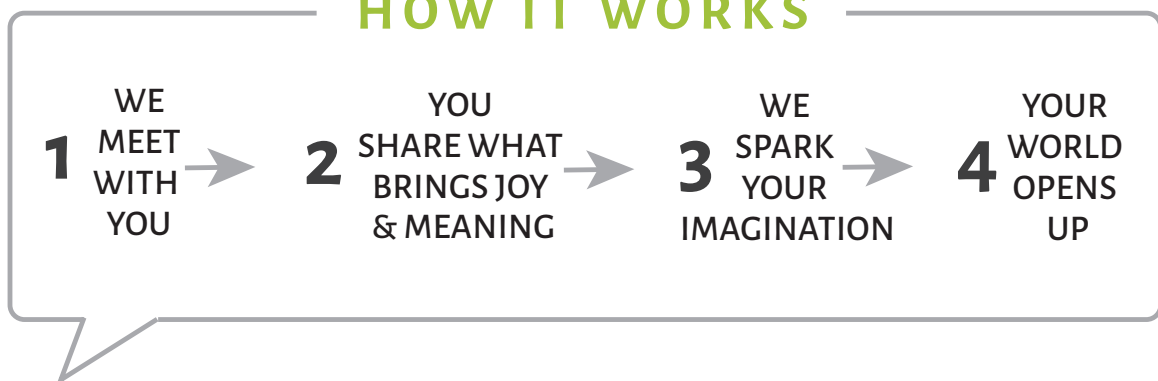 HOW IT WORKS
1
WE
MEET
WITH
YOU
2
YOU
SHARE WHAT
BRINGS JOY
& MEANING
3
WE
SPARK
YOUR
IMAGINATION
4
YOUR
WORLD
OPENS
UP